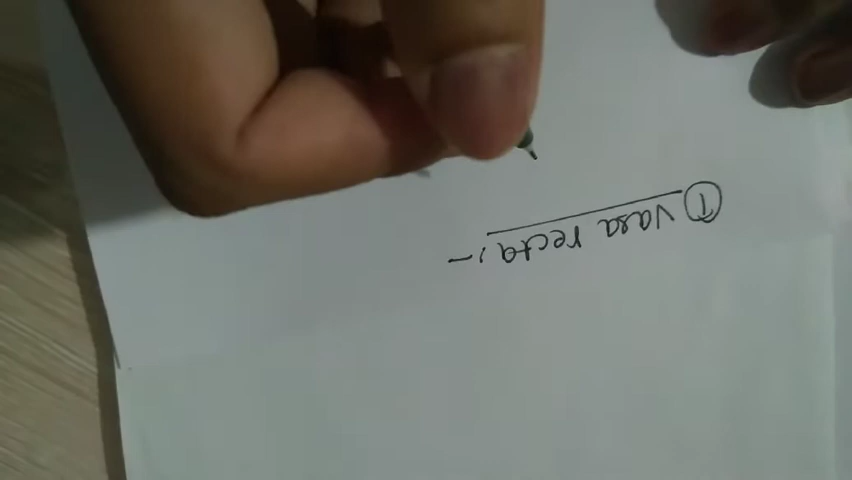 ① Vasa recta:-